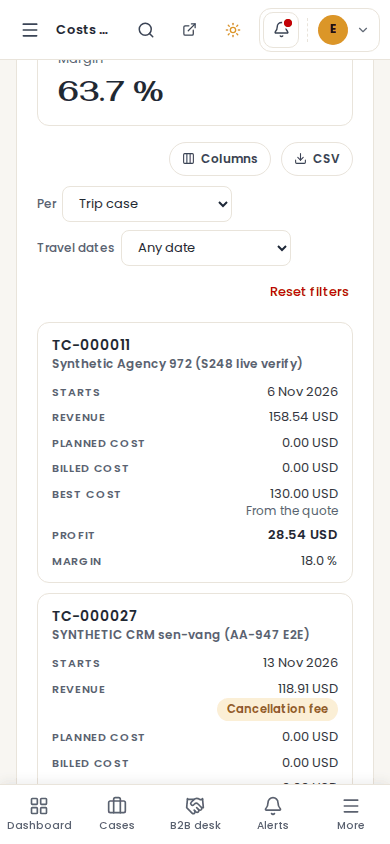 Costs ...
E
Margin
63.7 %
Columns
CSV
Per
Trip case
Travel dates
Any date
Reset filters
TC-000011
Synthetic Agency 972 (S248 live verify)
STARTS 6 Nov 2026
REVENUE 158.54 USD
PLANNED COST 0.00 USD
BILLED COST 0.00 USD
BEST COST 130.00 USD
From the quote
PROFIT 28.54 USD
MARGIN 18.0 %
TC-000027
SYNTHETIC CRM sen-vang (AA-947 E2E)
STARTS 13 Nov 2026
REVENUE 118.91 USD
Cancellation fee
PLANNED COST 0.00 USD
BILLED COST 0.00 USD
Dashboard
Cases
B2B desk
Alerts
More